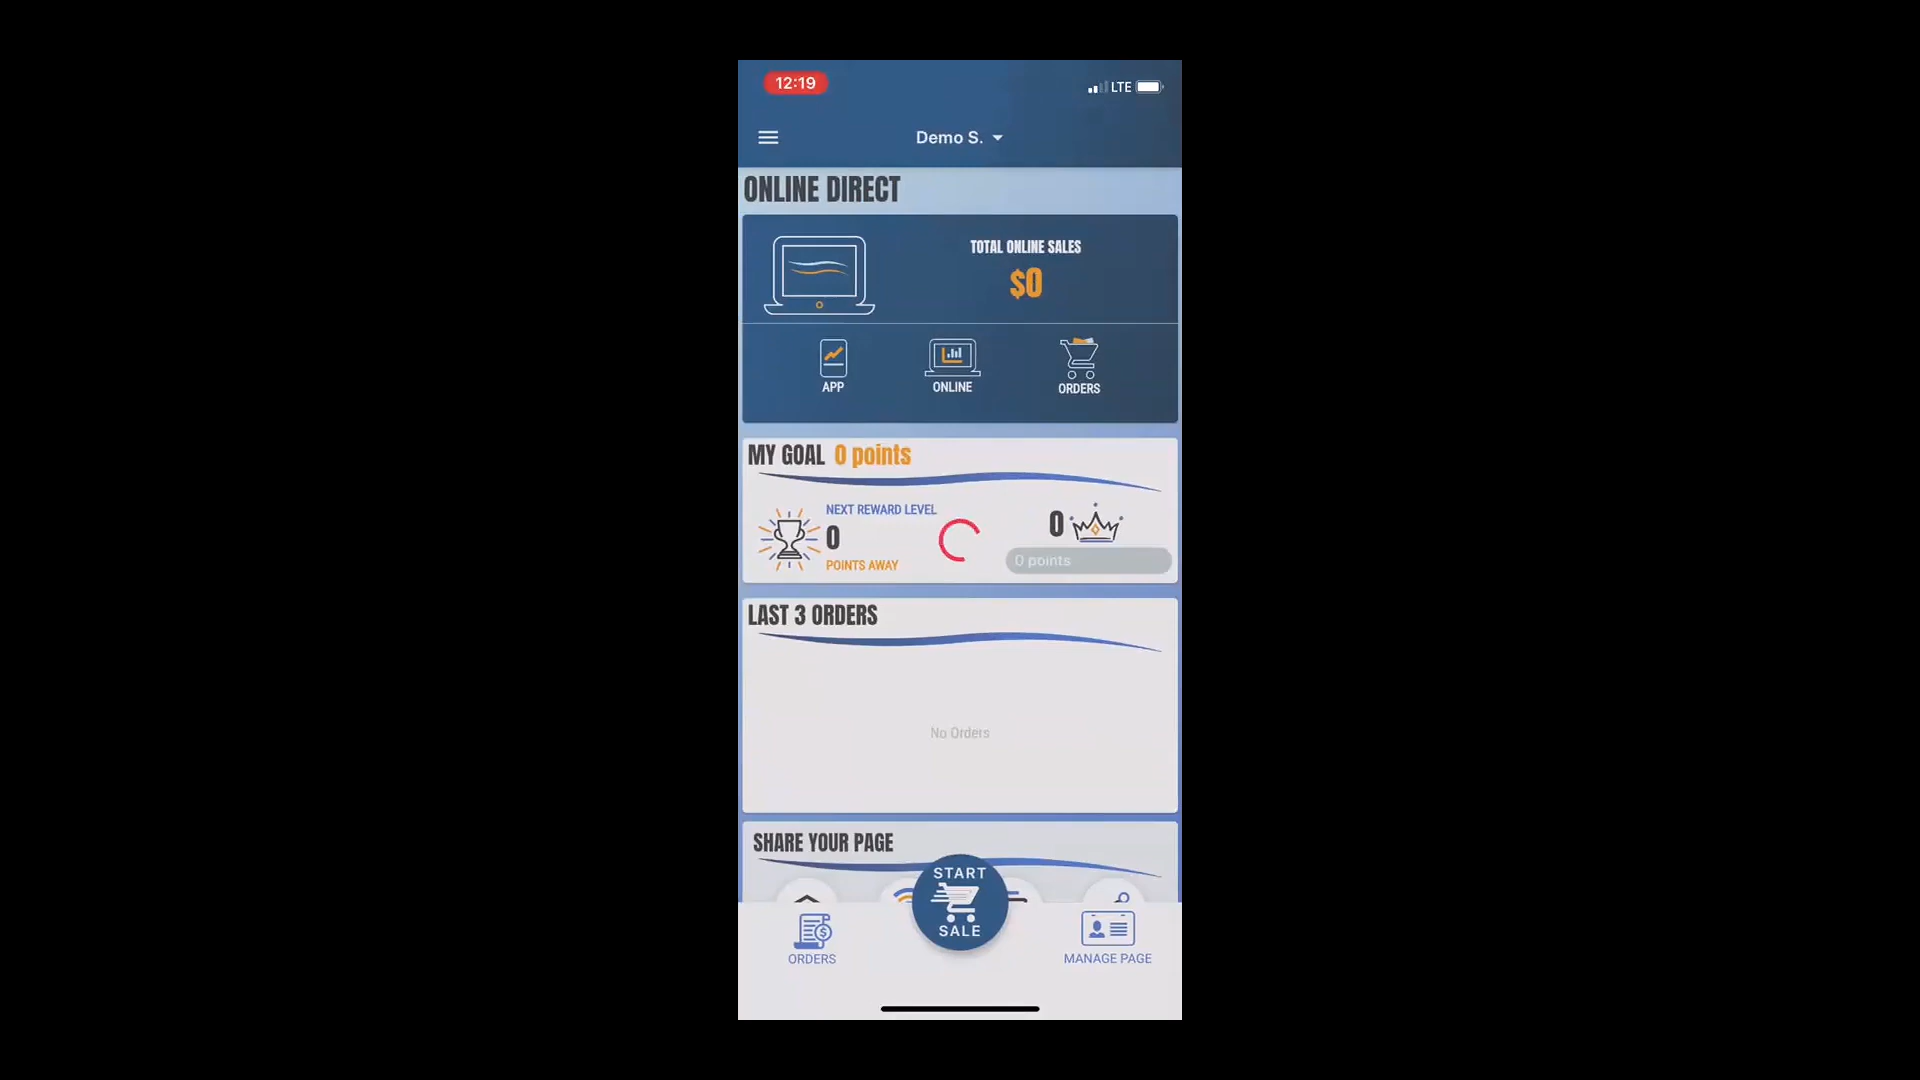 12:19
LTE
Demo S.
ONLINE DIRECT
TOTAL ONLINE SALES
$0
APP
ONLINE
ORDERS
MY GOAL 0 points
NEXT REWARD LEVEL
0
POINTS AWAY
0
0 points
LAST 3 ORDERS
No Orders
SHARE YOUR PAGE
START
SALE
ORDERS
MANAGE PAGE